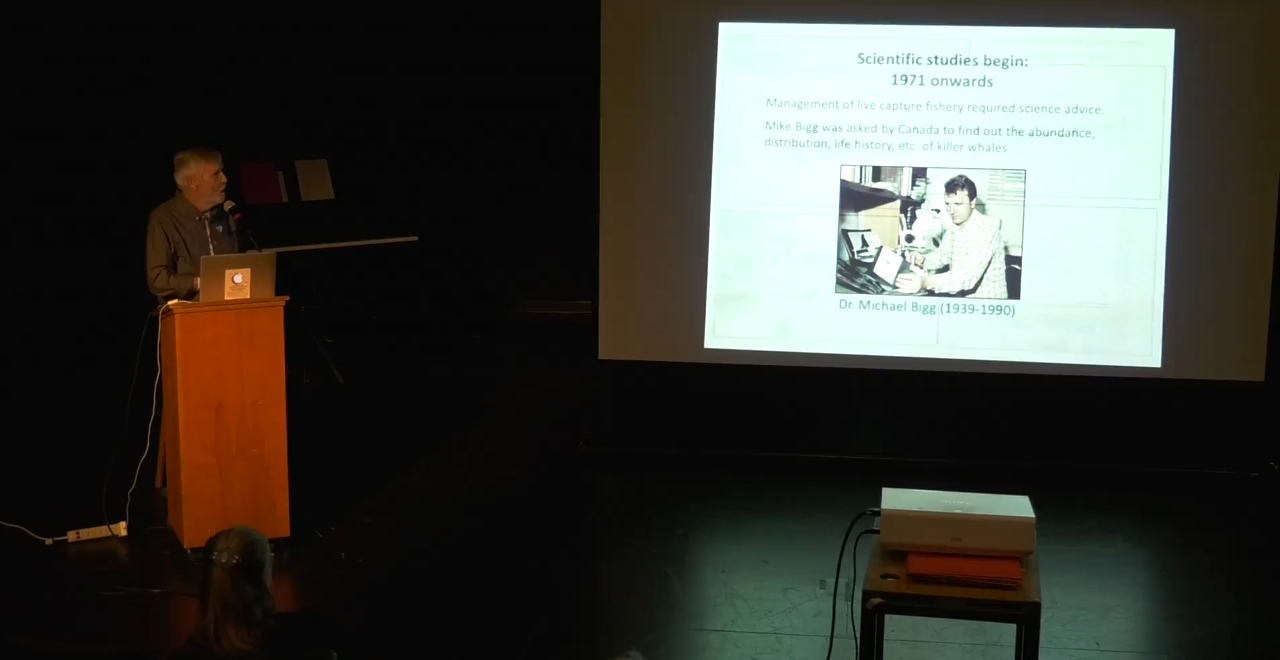 Scientific studies begin:
1971 onwards
Management of live capture fishery required science advice.
Mike Bigg was asked by Canada to find out the abundance,
distribution, life history, etc. of killer whales
Dr. Michael Bigg (1939-1990)